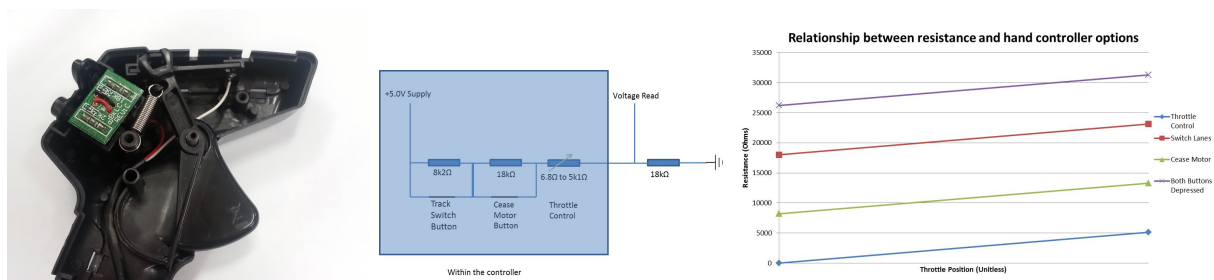 +5.0V Supply
Voltage Read
8k2Ω
18kΩ
6.8Ω to 5k1Ω
18kΩ
Track
Switch
Button
Cease
Motor
Button
Throttle
Control
Within the controller
Relationship between resistance and hand controller options
35000
30000
25000
20000
15000
10000
5000
0
Resistance (Ohms)
Throttle Position (Unitless)
Throttle
Control
Switch Lanes
Cease Motor
Both Buttons
Depressed